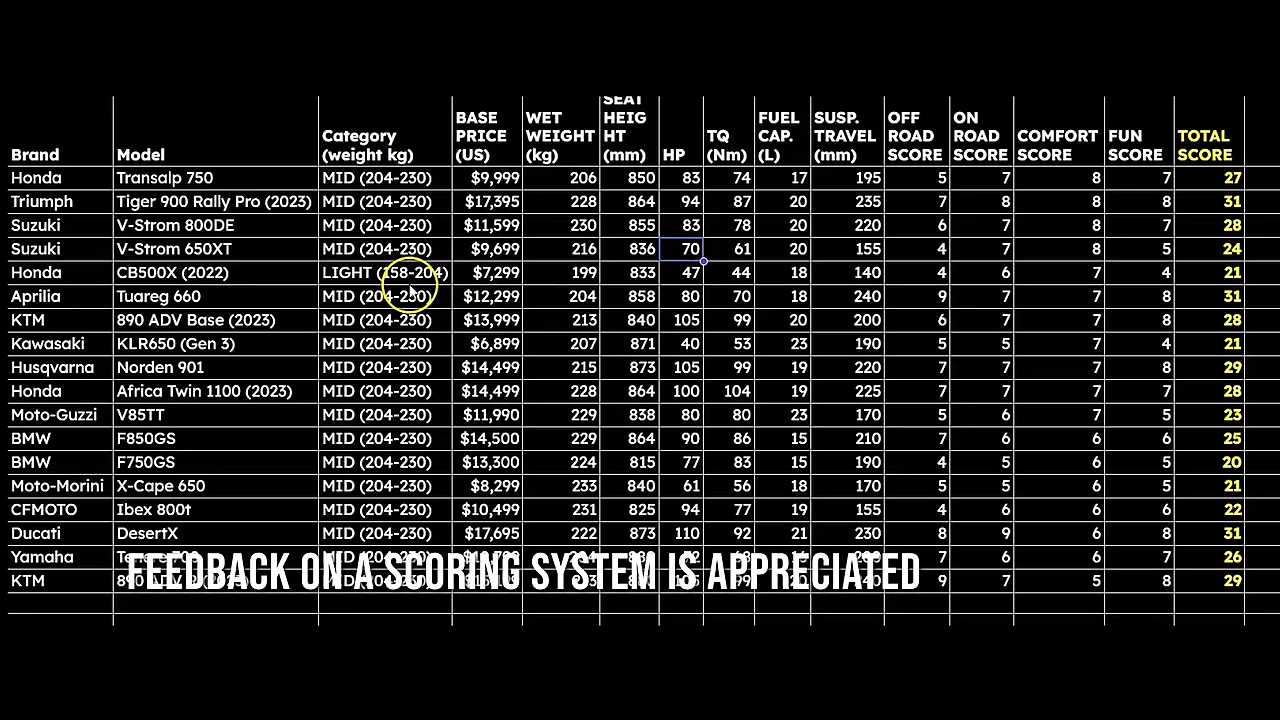 SEAT
BASE WET HEIG FUEL SUSP. OFF ON
Category PRICE WEIGHT HT TQ CAP. TRAVEL ROAD ROAD COMFORT FUN TOTAL
Brand Model (weight kg) (US) (kg) (mm) HP (Nm) (L) (mm) SCORE SCORE SCORE SCORE SCORE
Honda Transalp 750 MID (204-230) $9,999 206 850 83 74 17 195 5 7 8 7 27
Triumph Tiger 900 Rally Pro (2023) MID (204-230) $17,395 228 864 94 87 20 235 7 8 8 8 31
Suzuki V-Strom 800DE MID (204-230) $11,599 230 855 83 78 20 220 6 7 8 7 28
Suzuki V-Strom 650XT MID (204-230) $9,699 216 836 70 61 20 155 4 7 8 5 24
Honda CB500X (2022) LIGHT (158-204) $7,299 199 833 47 44 18 140 4 6 7 4 21
Aprilia Tuareg 660 MID (204-230) $12,299 204 858 80 70 18 240 9 7 7 8 31
KTM 890 ADV Base (2023) MID (204-230) $13,999 213 840 105 99 20 200 6 7 7 8 28
Kawasaki KLR650 (Gen 3) MID (204-230) $6,899 207 871 40 53 23 190 5 5 7 4 21
Husqvarna Norden 901 MID (204-230) $14,499 215 873 105 99 19 220 7 7 7 8 29
Honda Africa Twin 1100 (2023) MID (204-230) $14,499 228 864 100 104 19 225 7 7 7 7 28
Moto-Guzzi V85TT MID (204-230) $11,990 229 838 80 80 23 170 5 6 7 5 23
BMW F850GS MID (204-230) $14,500 229 864 90 86 15 210 7 6 6 6 25
BMW F750GS MID (204-230) $13,300 224 815 77 83 15 190 4 5 6 5 20
Moto-Morini X-Cape 650 MID (204-230) $8,299 233 840 61 56 18 170 5 5 6 5 21
CFMOTO Ibex 800t MID (204-230) $10,499 231 825 94 77 19 155 4 6 6 6 22
Ducati DesertX MID (204-230) $17,695 222 873 110 92 21 230 8 9 6 8 31
Yamaha 7 6 6 7 26
FEEDBACK ON A SCORING SYSTEM IS APPRECIATED
KTM 9 7 5 8 29